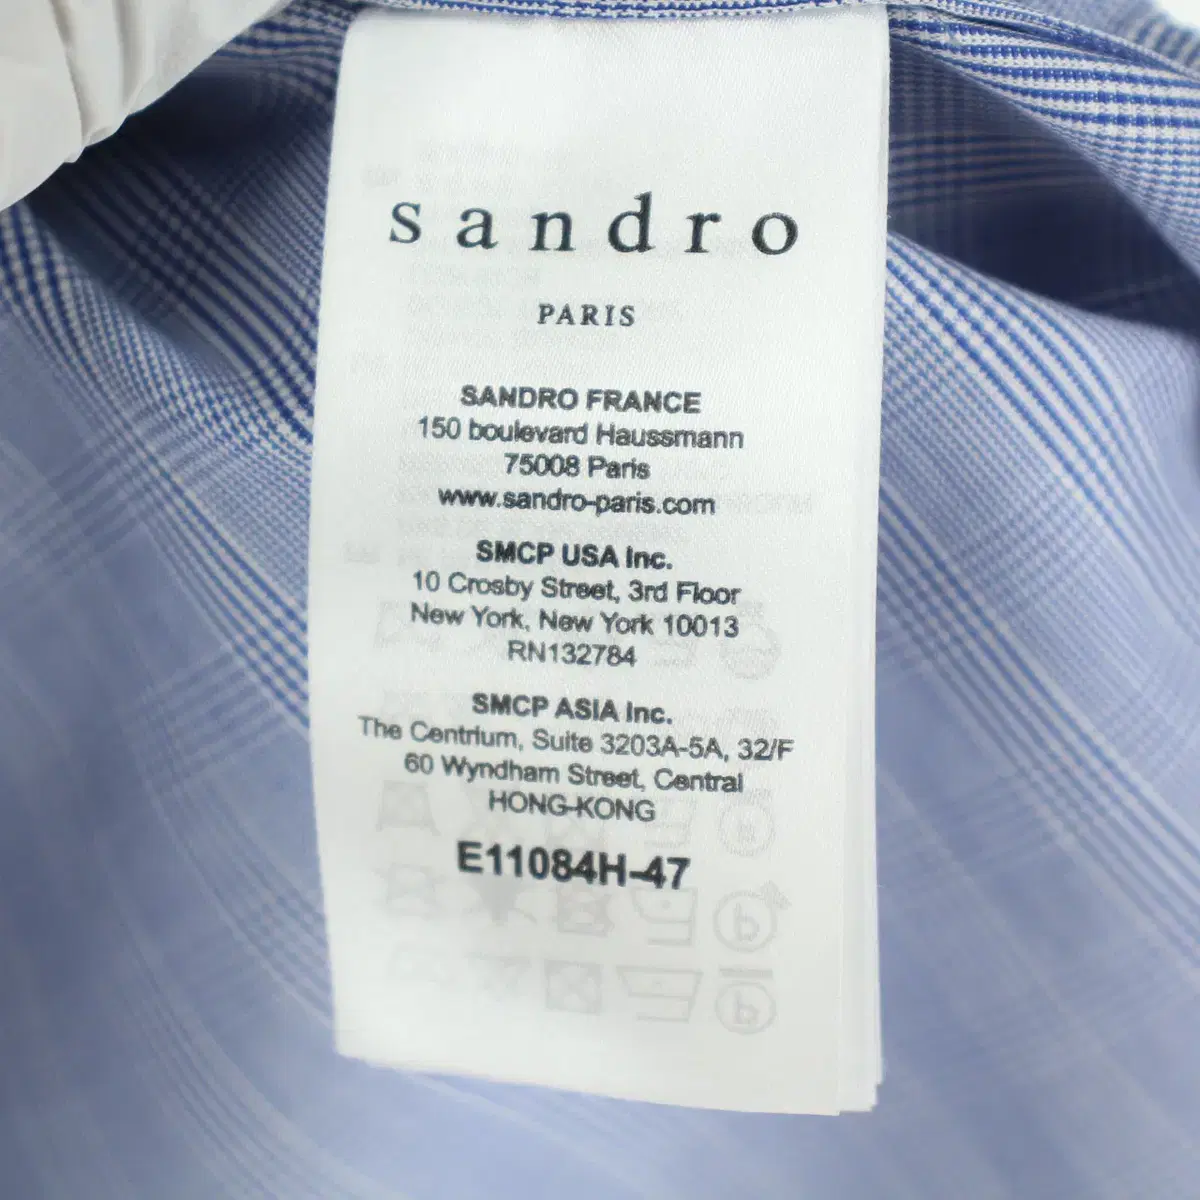 sandro
PARIS
SANDRO FRANCE
150 boulevard Haussmann
75008 Paris
www.sandro-paris.com
SMCP USA Inc.
10 Crosby Street, 3rd Floor
New York, New York 10013
RN132784
SMCP ASIA Inc.
The Centrium, Suite 3203A-5A, 32/F
60 Wyndham Street, Central
HONG-KONG
E11084H-47